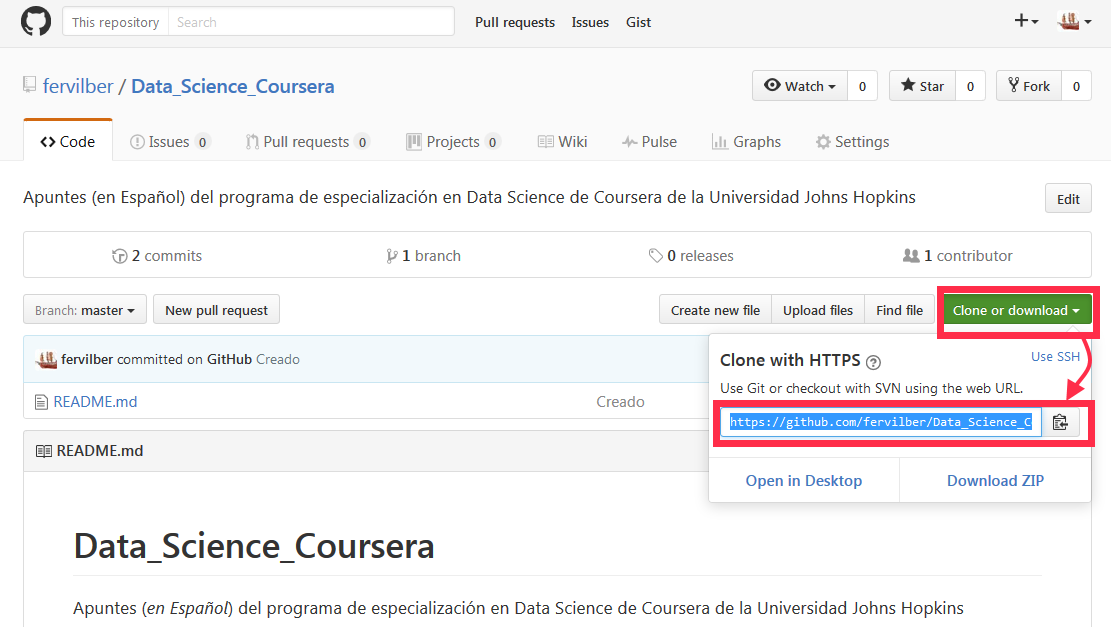 This repository Search Pull requests Issues Gist
fervilber / Data_Science_Coursera Watch 0 Star 0 Fork 0
Code Issues 0 Pull requests 0 Projects 0 Wiki Pulse Graphs Settings
Apuntes (en Español) del programa de especialización en Data Science de Coursera de la Universidad Johns Hopkins Edit
2 commits 1 branch 0 releases 1 contributor
Branch: master New pull request Create new file Upload files Find file Clone or download
fervilber committed on GitHub Creado
README.md Creado
Clone with HTTPS ? Use SSH
Use Git or checkout with SVN using the web URL.
https://github.com/fervilber/Data_Science_C
Open in Desktop Download ZIP
README.md
Data_Science_Coursera
Apuntes (en Español) del programa de especialización en Data Science de Coursera de la Universidad Johns Hopkins